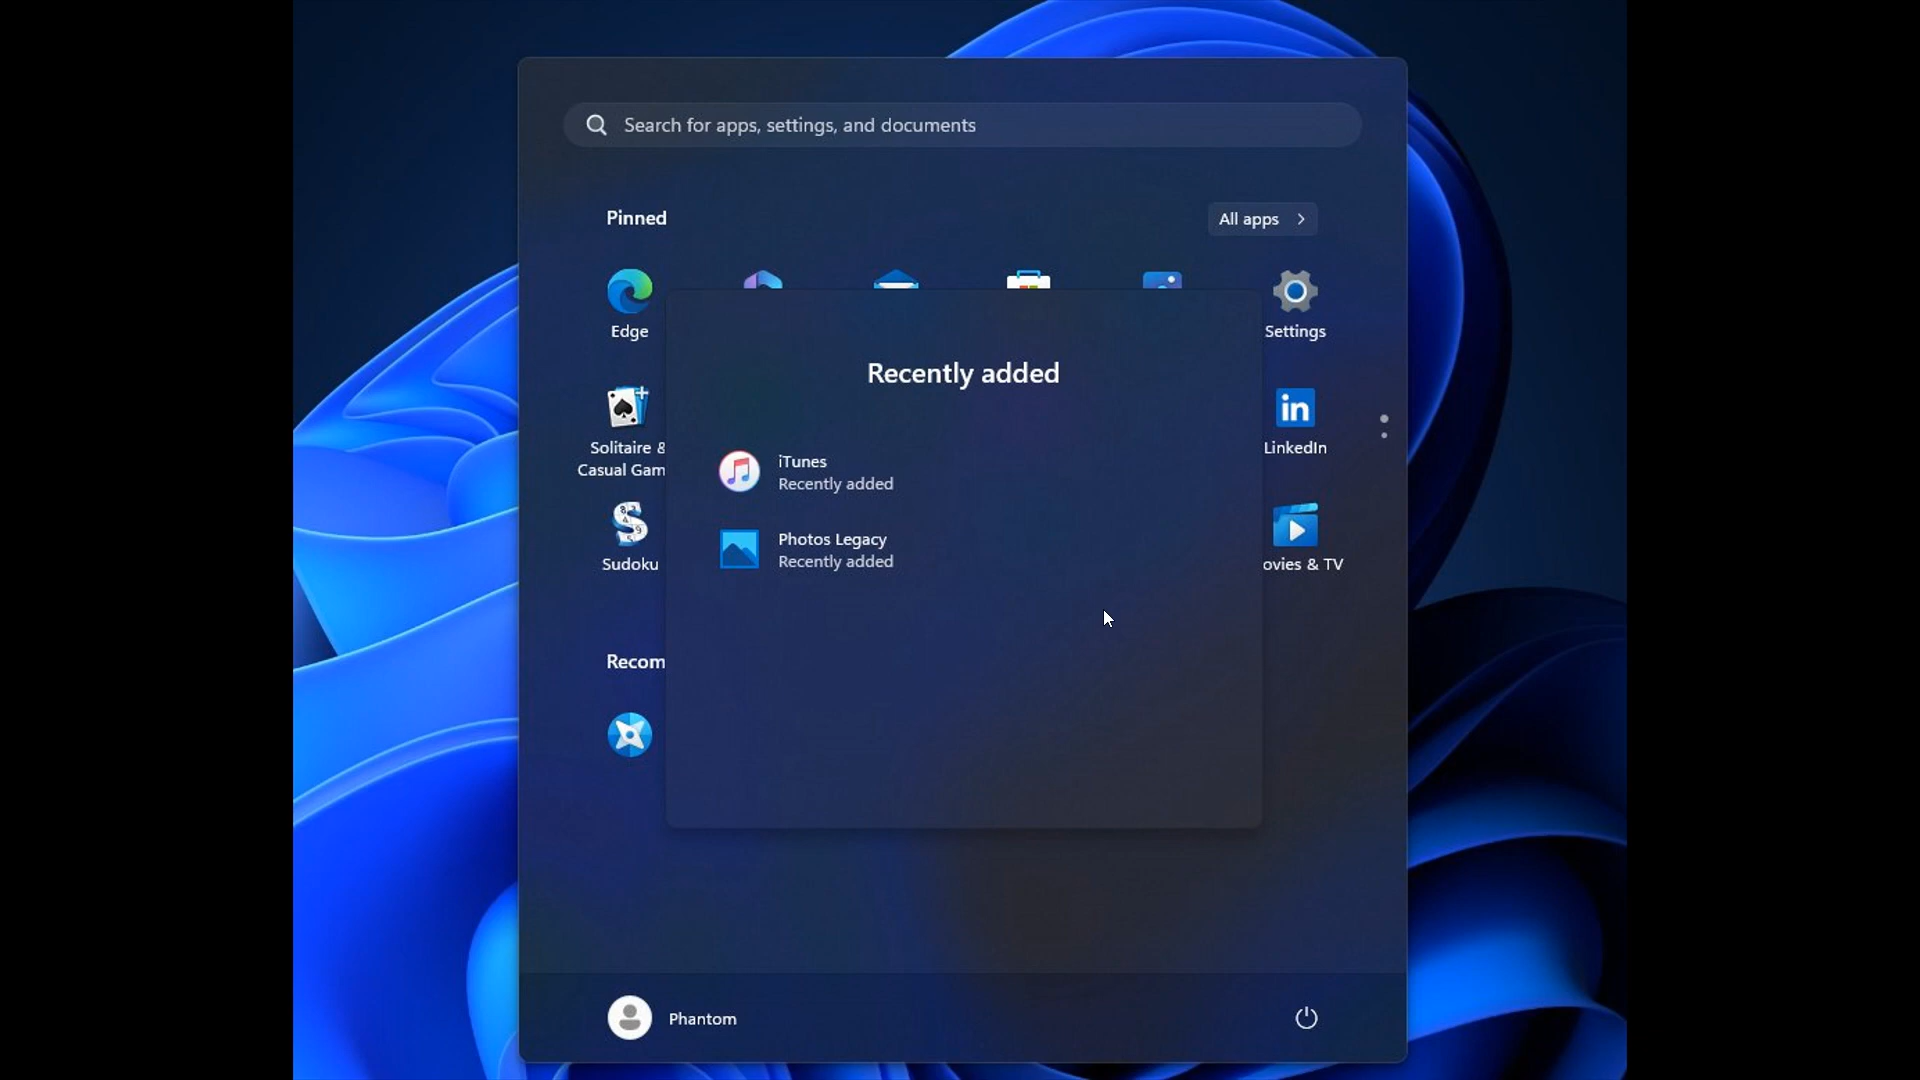 Search for apps, settings, and documents
Pinned
All apps
Edge
Settings
Recently added
Solitaire &
Casual Gam
LinkedIn
iTunes
Recently added
Photos Legacy
Recently added
Sudoku
ovies & TV
Recom
Phantom